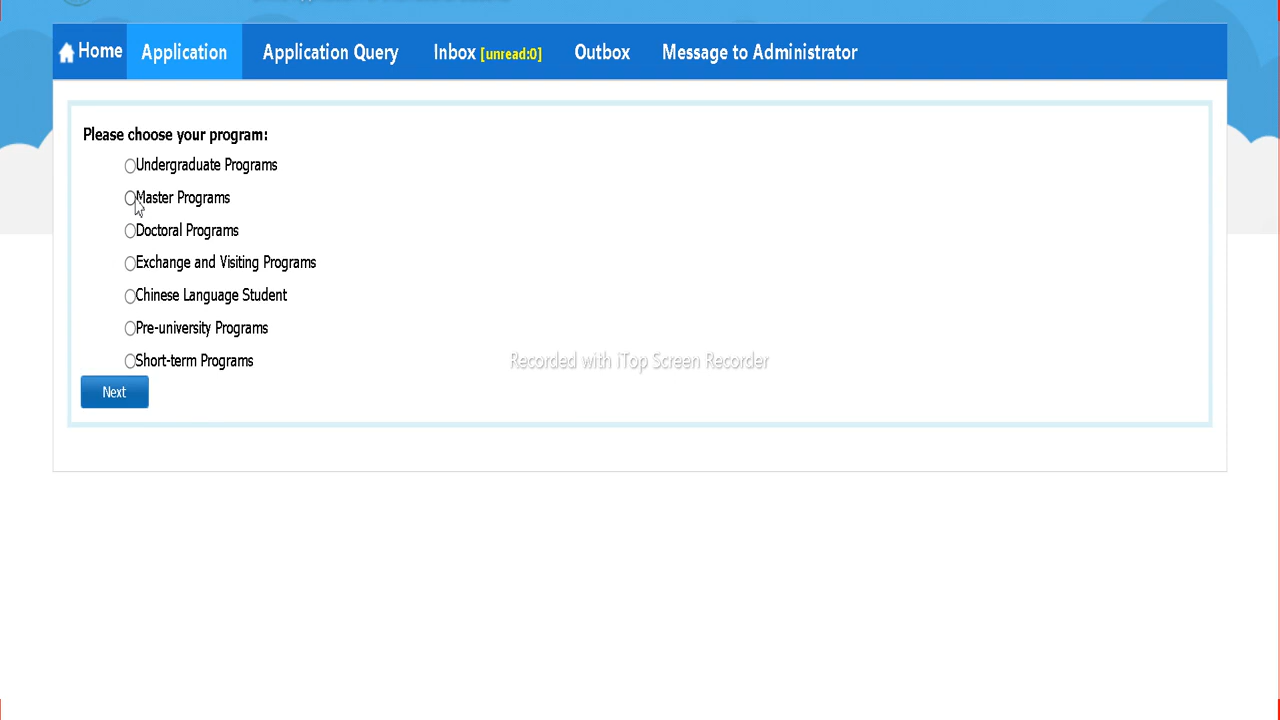 Home Application Application Query Inbox [unread:0] Outbox Message to Administrator
Please choose your program:
Undergraduate Programs
Master Programs
Doctoral Programs
Exchange and Visiting Programs
Chinese Language Student
Pre-university Programs
Short-term Programs
Recorded with iTop Screen Recorder
Next